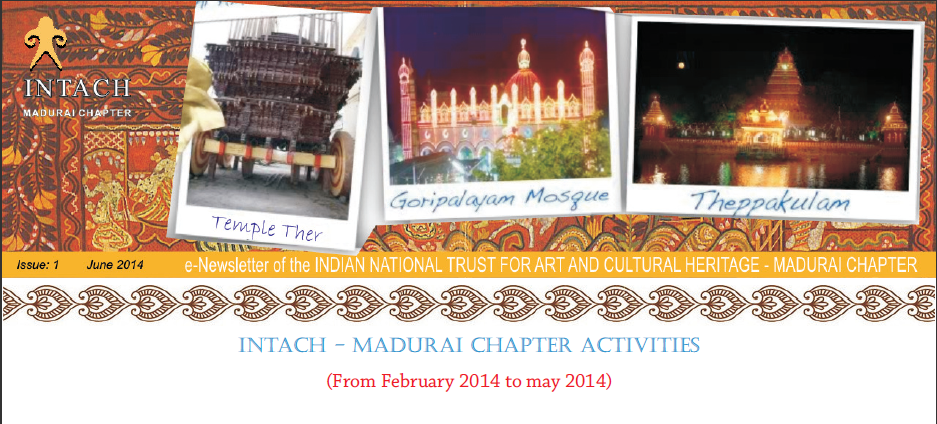 INTACH
MADURAI CHAPTER
Temple Ther
Goripalayam Mosque
Theppakulam
Issue: 1 June 2014 e-Newsletter of the INDIAN NATIONAL TRUST FOR ART AND CULTURAL HERITAGE - MADURAI CHAPTER
INTACH – MADURAI CHAPTER ACTIVITIES
(From February 2014 to may 2014)